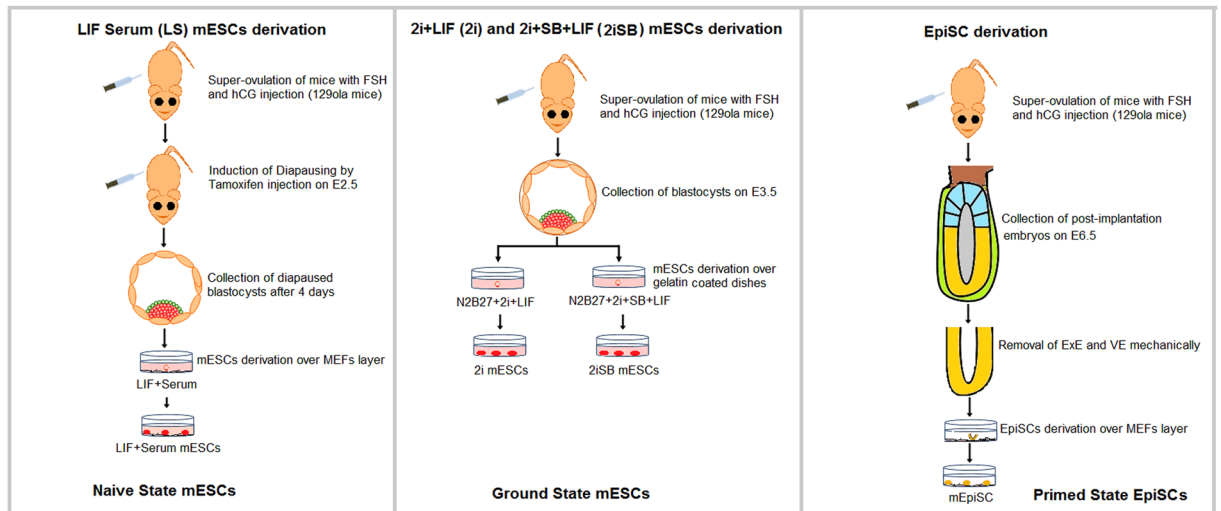 LIF Serum (LS) mESCs derivation
Super-ovulation of mice with FSH
and hCG injection (129ola mice)
Induction of Diapausing by
Tamoxifen injection on E2.5
Collection of diapaused
blastocysts after 4 days
mESCs derivation over MEFs layer
LIF+Serum
LIF+Serum mESCs
Naive State mESCs
2i+LIF (2i) and 2i+SB+LIF (2iSB) mESCs derivation
Super-ovulation of mice with FSH
and hCG injection (129ola mice)
Collection of blastocysts on E3.5
mESCs derivation over
gelatin coated dishes
N2B27+2i+LIF
N2B27+2i+SB+LIF
2i mESCs
2iSB mESCs
Ground State mESCs
EpiSC derivation
Super-ovulation of mice with FSH
and hCG injection (129ola mice)
Collection of post-implantation
embryos on E6.5
Removal of ExE and VE mechanically
EpiSCs derivation over MEFs layer
mEpiSC
Primed State EpiSCs